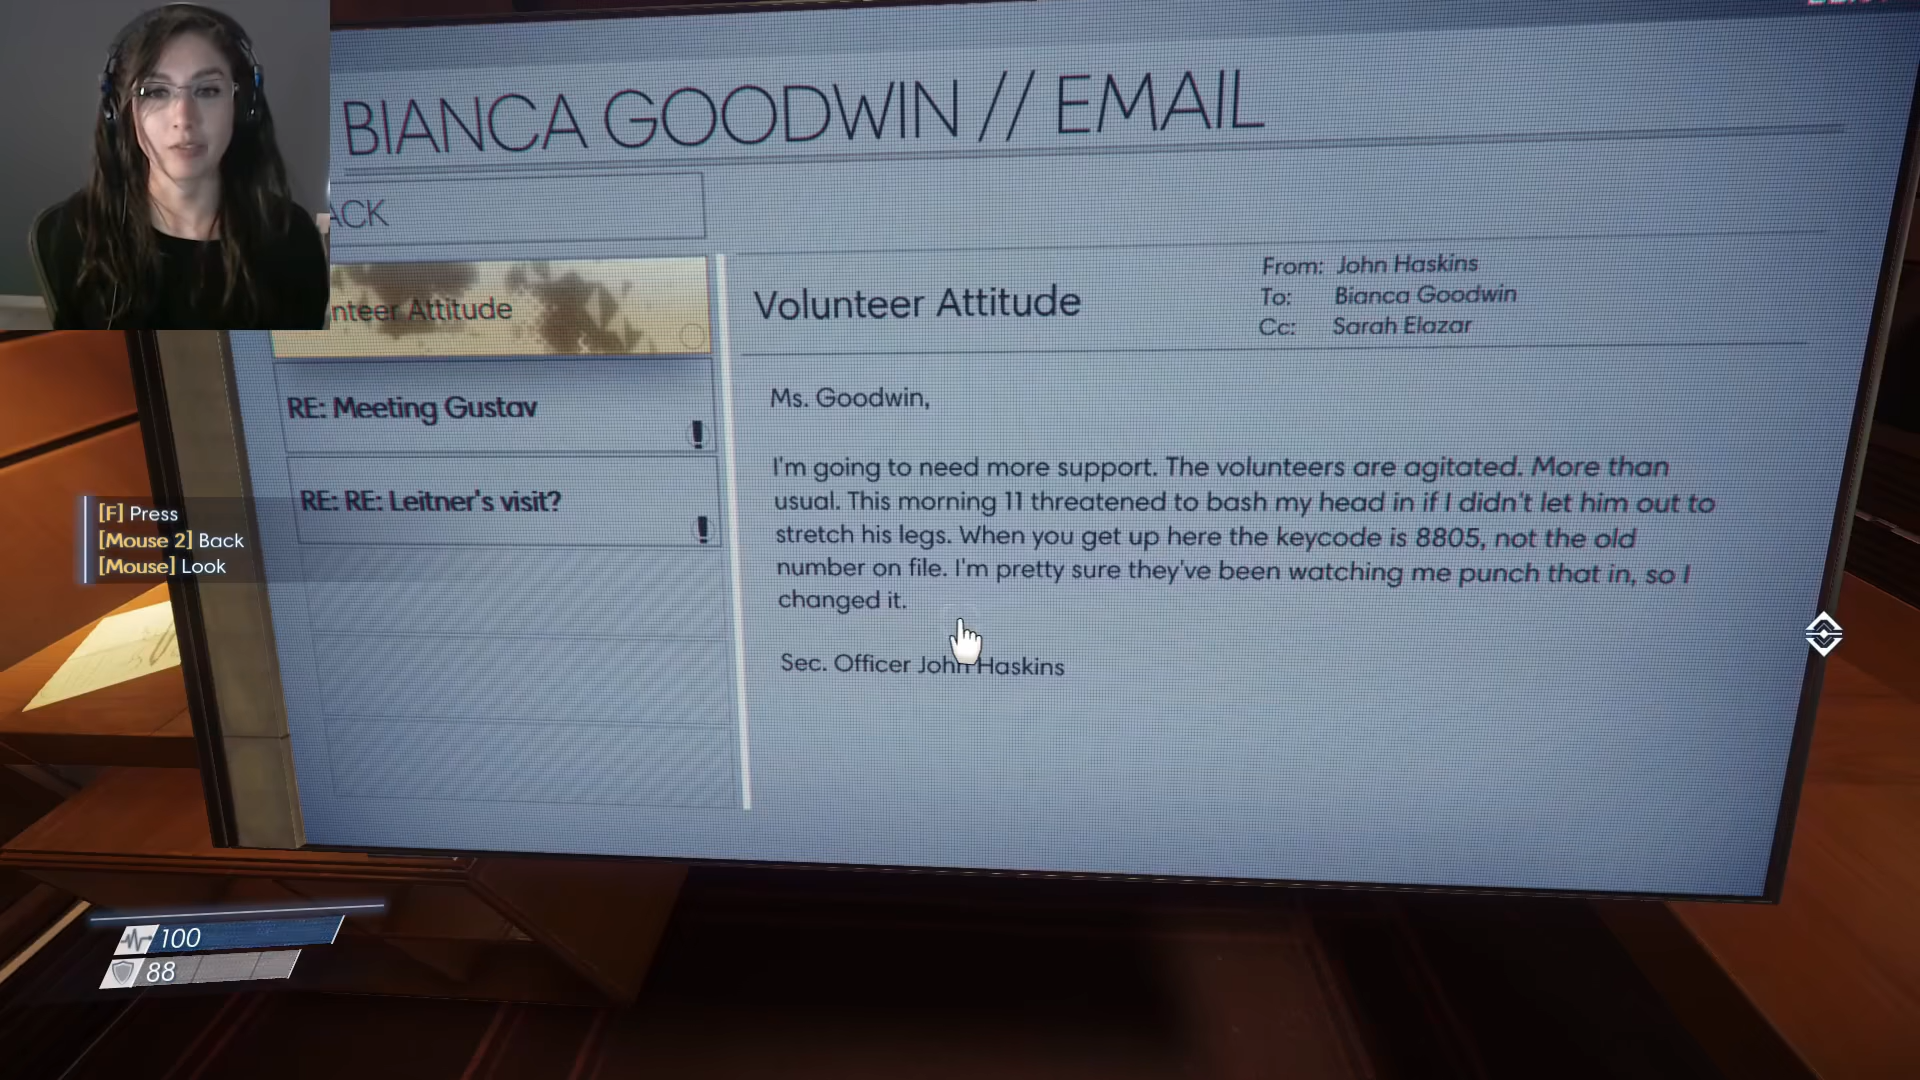 BIANCA GOODWIN // EMAIL
ACK
nteer Attitude
RE: Meeting Gustav
!
RE: RE: Leitner's visit?
!
Volunteer Attitude
From: John Haskins
To: Bianca Goodwin
Cc: Sarah Elazar
Ms. Goodwin,
I'm going to need more support. The volunteers are agitated. More than
usual. This morning 11 threatened to bash my head in if I didn't let him out to
stretch his legs. When you get up here the keycode is 8805, not the old
number on file. I'm pretty sure they've been watching me punch that in, so I
changed it.
Sec. Officer John Haskins
[F] Press
[Mouse 2] Back
[Mouse] Look
100
88